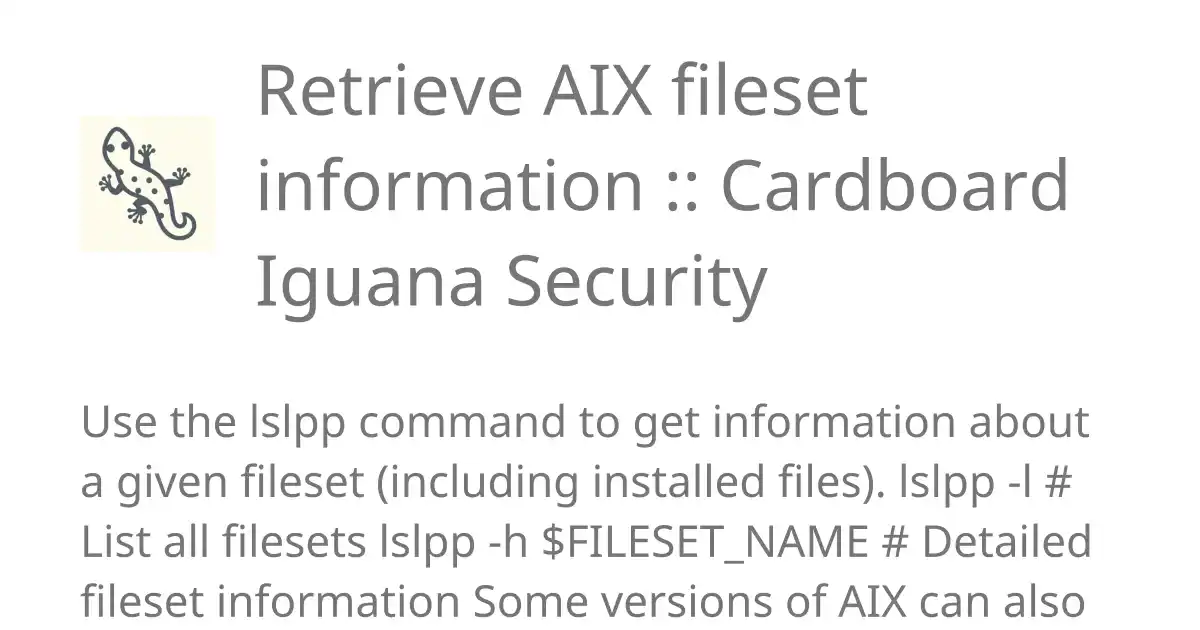 Retrieve AIX fileset
information :: Cardboard
Iguana Security
Use the lslpp command to get information about
a given fileset (including installed files). lslpp -l #
List all filesets lslpp -h $FILESET_NAME # Detailed
fileset information Some versions of AIX can also